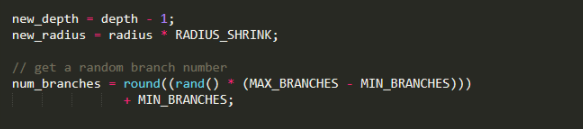 new_depth = depth - 1;
new_radius = radius * RADIUS_SHRINK;
// get a random branch number
num_branches = round((rand() * (MAX_BRANCHES - MIN_BRANCHES)))
+ MIN_BRANCHES;